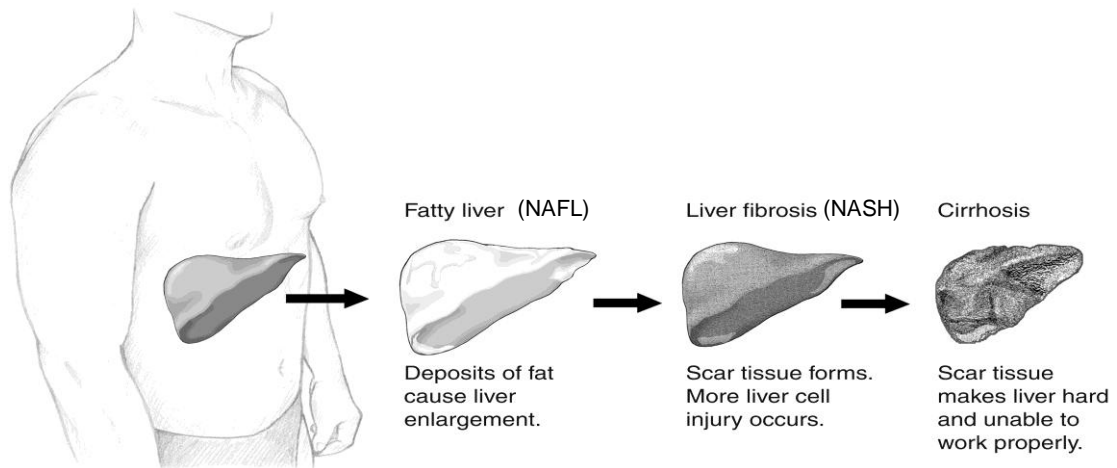 Fatty liver (NAFL)
Deposits of fat
cause liver
enlargement.
Liver fibrosis (NASH)
Scar tissue forms.
More liver cell
injury occurs.
Cirrhosis
Scar tissue
makes liver hard
and unable to
work properly.